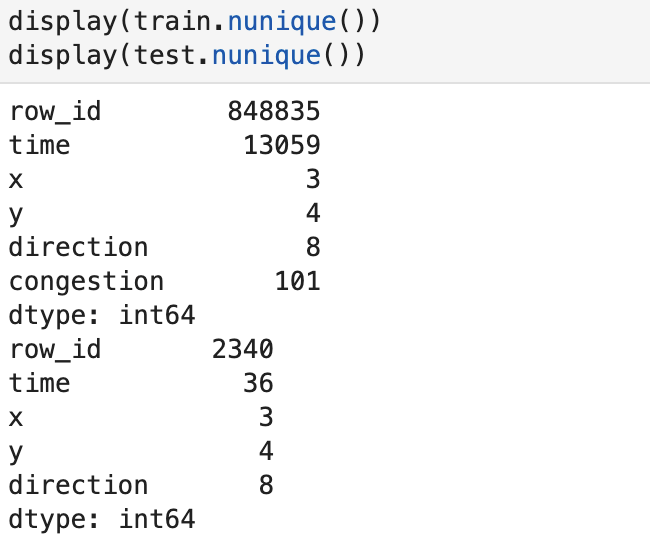 display(train.nunique())
display(test.nunique())
row_id        848835
time           13059
x                  3
y                  4
direction          8
congestion       101
dtype: int64
row_id       2340
time           36
x               3
y               4
direction       8
dtype: int64